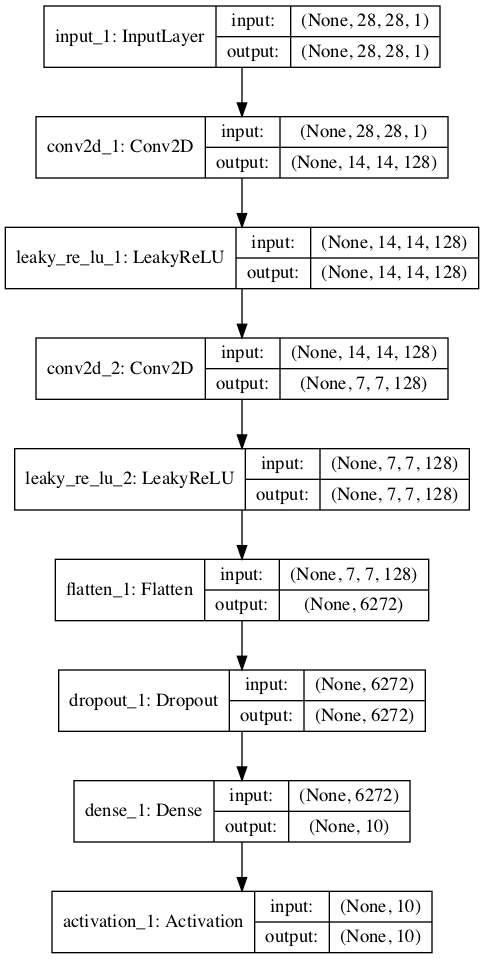 input_1: InputLayer
input: (None, 28, 28, 1)
output: (None, 28, 28, 1)
conv2d_1: Conv2D
input: (None, 28, 28, 1)
output: (None, 14, 14, 128)
leaky_re_lu_1: LeakyReLU
input: (None, 14, 14, 128)
output: (None, 14, 14, 128)
conv2d_2: Conv2D
input: (None, 14, 14, 128)
output: (None, 7, 7, 128)
leaky_re_lu_2: LeakyReLU
input: (None, 7, 7, 128)
output: (None, 7, 7, 128)
flatten_1: Flatten
input: (None, 7, 7, 128)
output: (None, 6272)
dropout_1: Dropout
input: (None, 6272)
output: (None, 6272)
dense_1: Dense
input: (None, 6272)
output: (None, 10)
activation_1: Activation
input: (None, 10)
output: (None, 10)